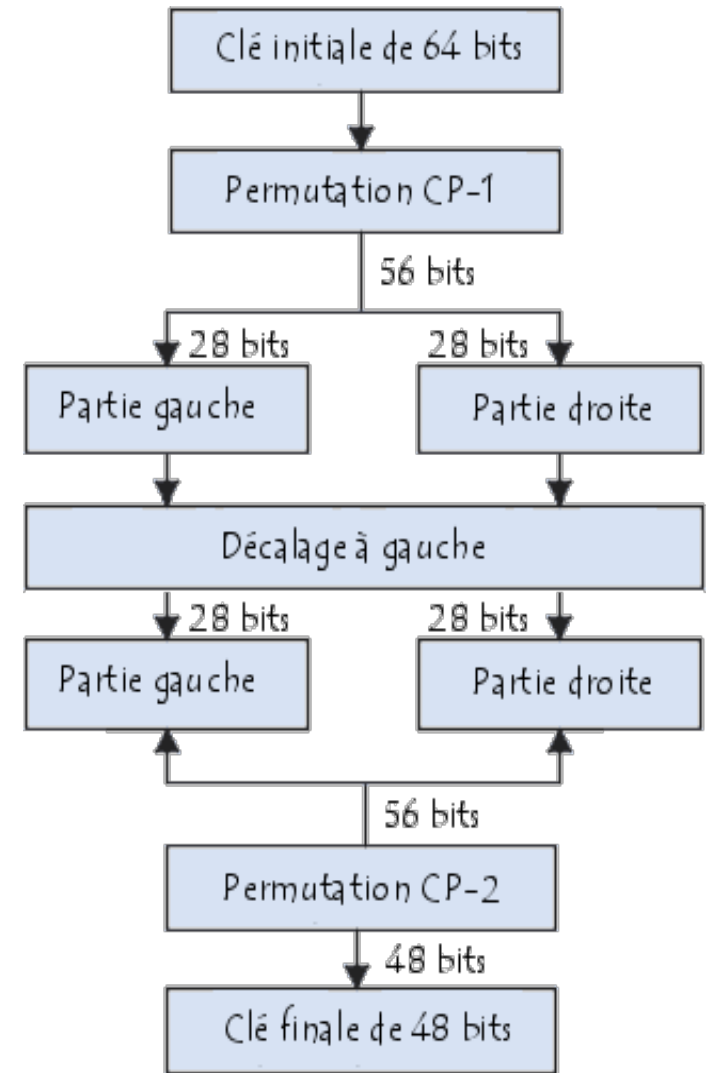 Clé initiale de 64 bits
Permutation CP-1
56 bits
28 bits
28 bits
Partie gauche
Partie droite
Décalage à gauche
28 bits
28 bits
Partie gauche
Partie droite
56 bits
Permutation CP-2
48 bits
Clé finale de 48 bits